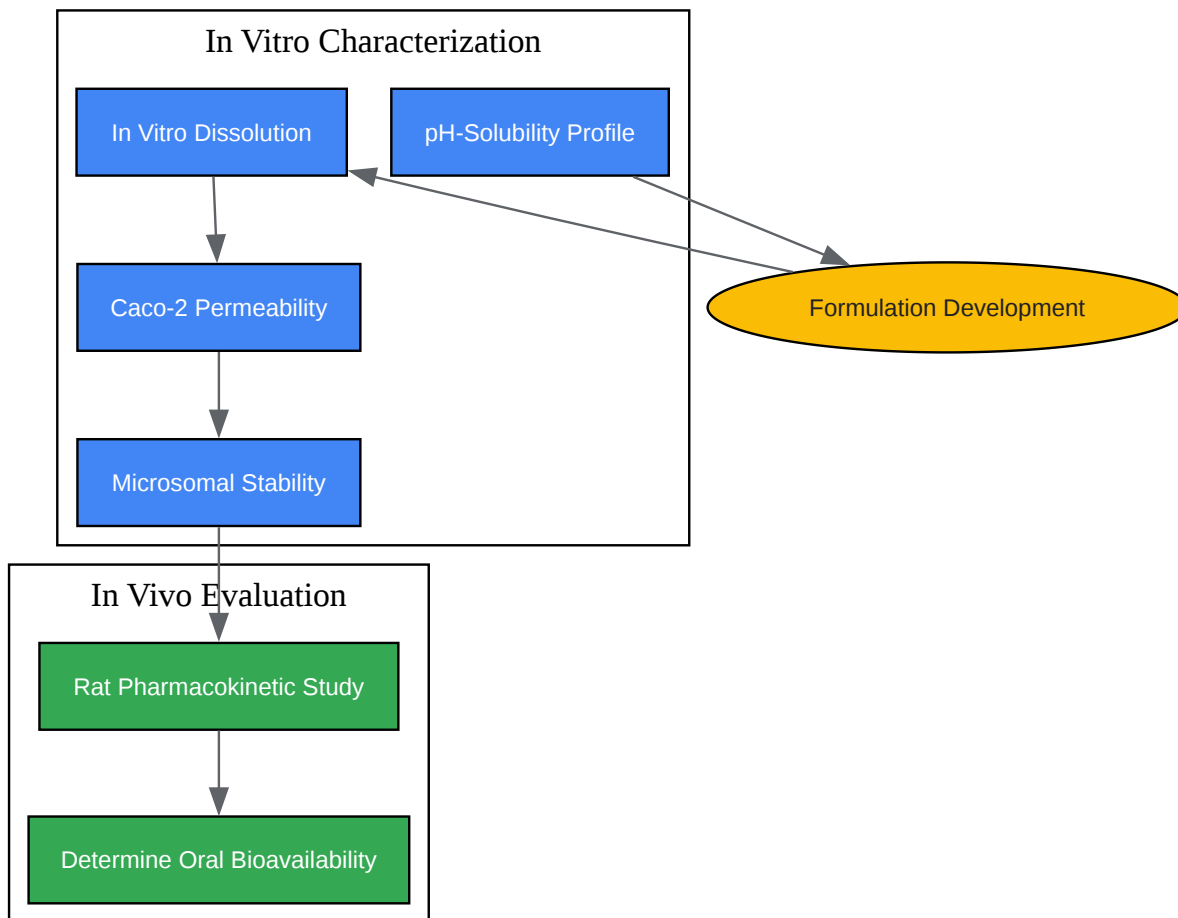 In Vitro Characterization
In Vitro Dissolution
pH-Solubility Profile
Caco-2 Permeability
Formulation Development
Microsomal Stability
In Vivo Evaluation
Rat Pharmacokinetic Study
Determine Oral Bioavailability